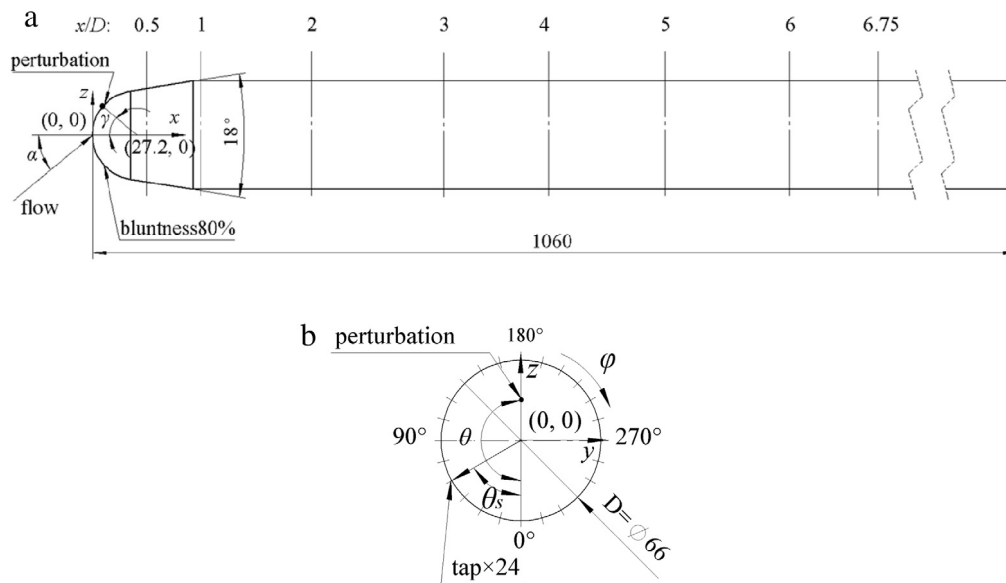 a
x/D: 0.5 1 2 3 4 5 6 6.75
perturbation
z
(0, 0) γ x
(27.2, 0)
18°
α
flow
bluntness80%
1060
b
perturbation 180°
φ
z
(0, 0)
90° θ 270°
y
θs
D=∅66
0°
tap×24